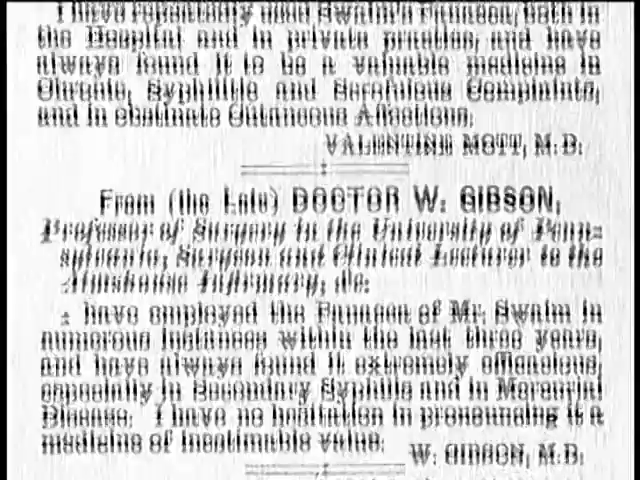 I have repeatedly used Swaim's Panacea, both in
the Hospital and in private practice, and have
always found it to be a valuable medicine in
Chronic, Syphilitic and Scrofulous Complaints,
and in obstinate Cutaneous Affections.
VALENTINE MOTT, M.D.
From (the Late) DOCTOR W. GIBSON,
Professor of Surgery in the University of Penn-
sylvania, Surgeon and Clinical Lecturer to the
Almshouse Infirmary, &c.
I have employed the Panacea of Mr. Swaim in
numerous instances within the last three years,
and have always found it extremely efficacious,
especially in Secondary Syphilis and in Mercurial
Disease. I have no hesitation in pronouncing it a
medicine of inestimable value.
W. GIBSON, M.D.